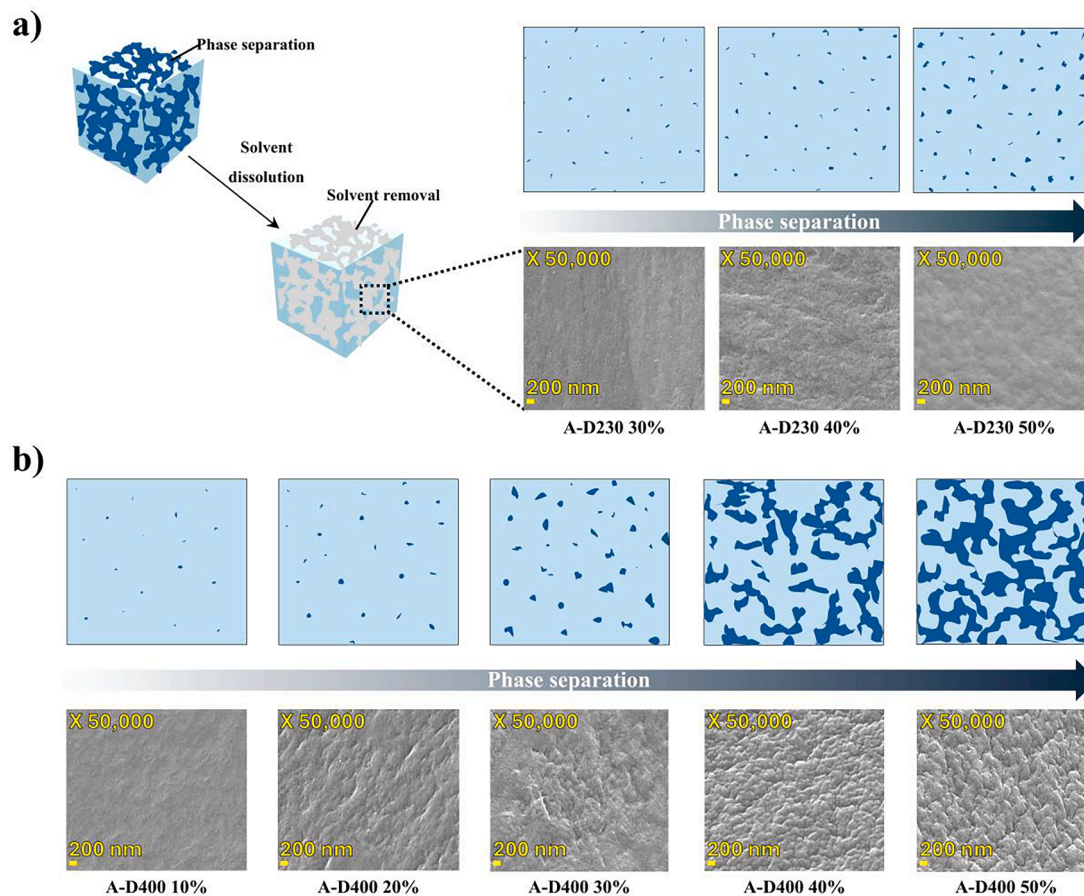 a)
Phase separation
Solvent
dissolution
Solvent removal
Phase separation
X 50,000
200 nm
X 50,000
200 nm
X 50,000
200 nm
A-D230 30%
A-D230 40%
A-D230 50%
b)
Phase separation
X 50,000
200 nm
X 50,000
200 nm
X 50,000
200 nm
X 50,000
200 nm
X 50,000
200 nm
A-D400 10%
A-D400 20%
A-D400 30%
A-D400 40%
A-D400 50%